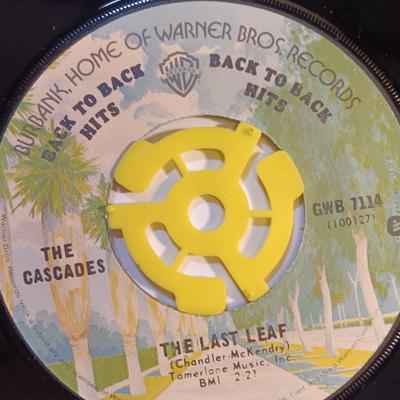 BURBANK, HOME OF WARNER BROS. RECORDS
BACK TO BACK
HITS
BACK TO BACK
HITS
GWB 1114
(100127)
THE
CASCADES
THE LAST LEAF
(Chandler-McKendry)
Tamerlane Music, Inc.
BMI 2:21